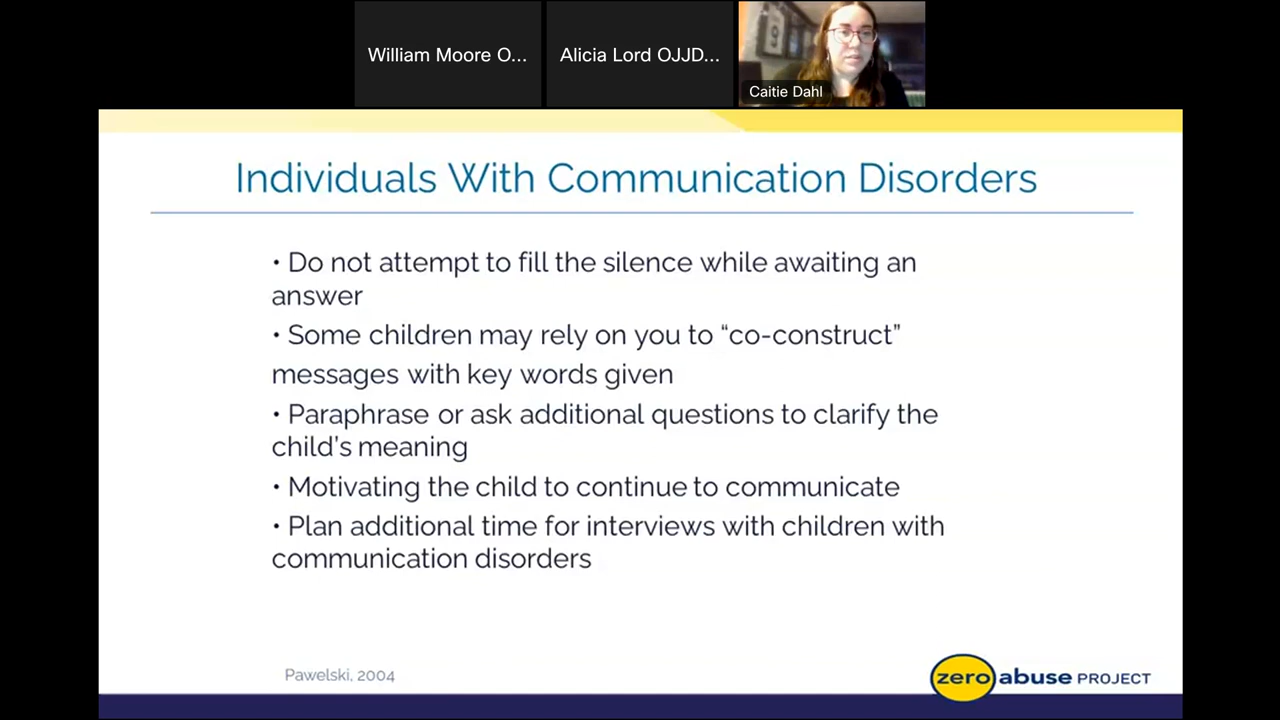 William Moore O...
Alicia Lord OJJD...
Caitie Dahl
Individuals With Communication Disorders
• Do not attempt to fill the silence while awaiting an
answer
• Some children may rely on you to “co-construct”
messages with key words given
• Paraphrase or ask additional questions to clarify the
child’s meaning
• Motivating the child to continue to communicate
• Plan additional time for interviews with children with
communication disorders
Pawelski, 2004
zero abuse PROJECT